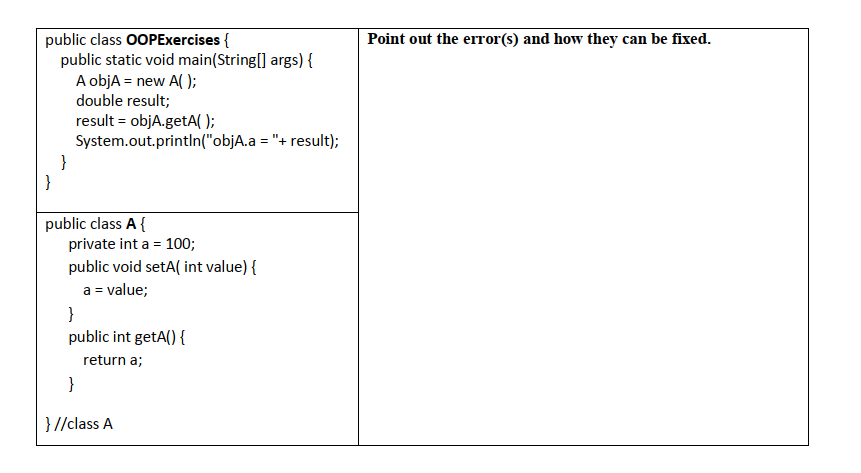 public class OOPExercises {
public static void main(String[] args) {
A objA = new A( );
double result;
result = objA.getA( );
System.out.println("objA.a = "+ result);
}
}
public class A {
private int a = 100;
public void setA( int value) {
a = value;
}
public int getA() {
return a;
}
} //class A
Point out the error(s) and how they can be fixed.